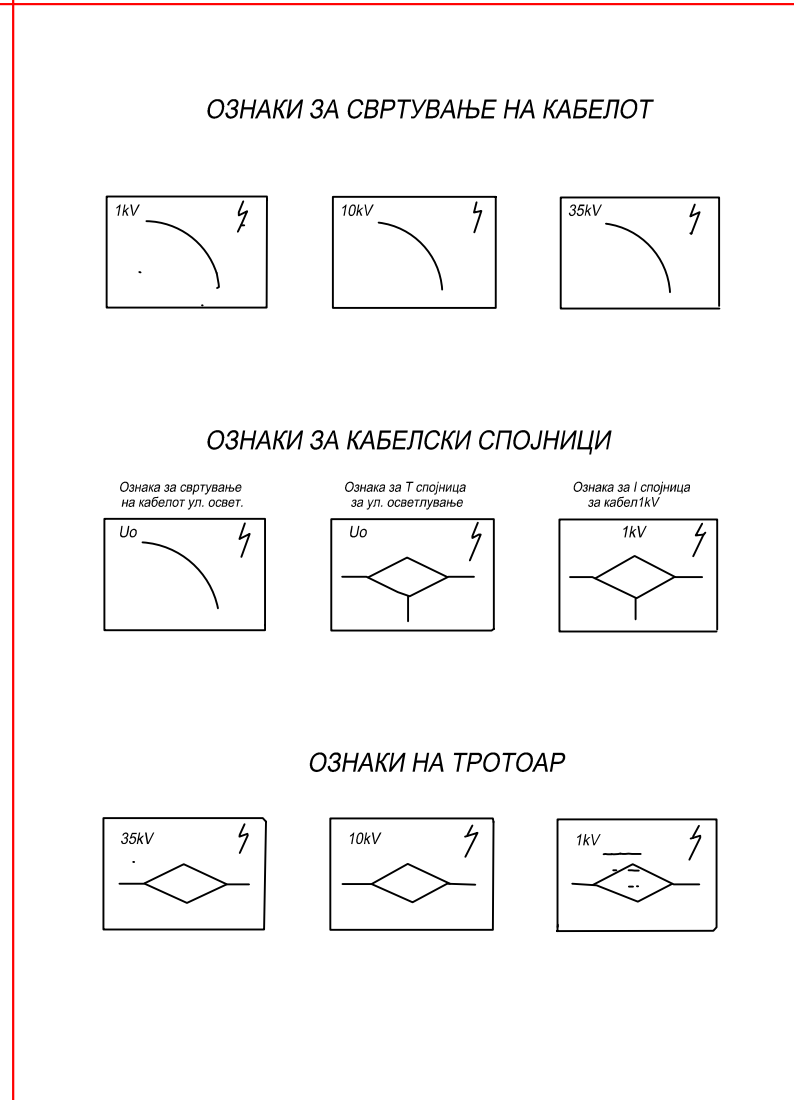 ОЗНАКИ ЗА СВРТУВАЊЕ НА КАБЕЛОТ
1kV
10kV
35kV
ОЗНАКИ ЗА КАБЕЛСКИ СПОЈНИЦИ
Ознака за свртување
на кабелот ул. освет.
Ознака за Т спојница
за ул. осветлување
Ознака за I спојница
за кабел1kV
Uo
Uo
1kV
ОЗНАКИ НА ТРОТОАР
35kV
10kV
1kV